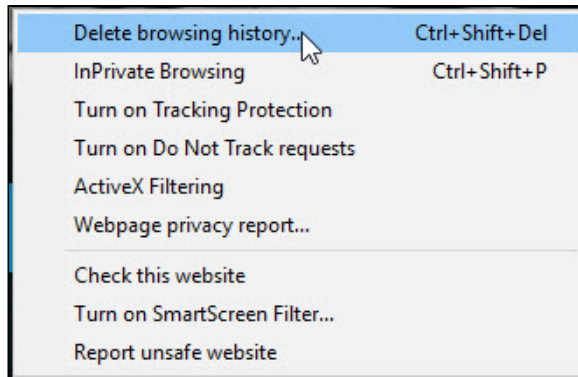 Delete browsing history... Ctrl+Shift+Del
InPrivate Browsing Ctrl+Shift+P
Turn on Tracking Protection
Turn on Do Not Track requests
ActiveX Filtering
Webpage privacy report...
Check this website
Turn on SmartScreen Filter...
Report unsafe website